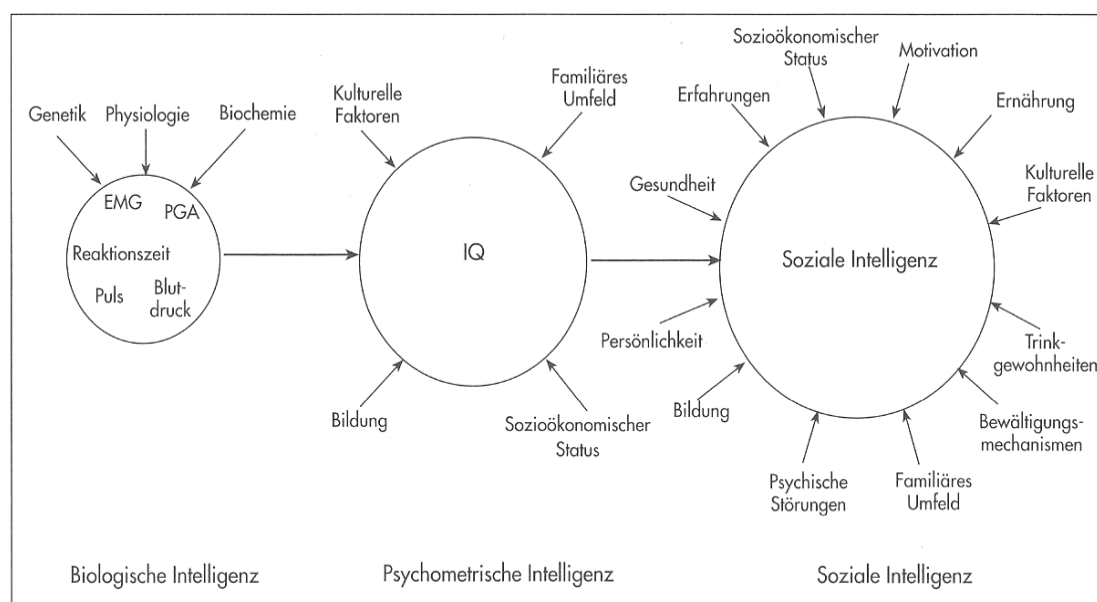 Genetik
Physiologie
Biochemie
EMG
PGA
Reaktionszeit
Puls
Blut-
druck
Kulturelle
Faktoren
Familiäres
Umfeld
IQ
Bildung
Sozioökonomischer
Status
Sozioökonomischer
Status
Motivation
Erfahrungen
Ernährung
Gesundheit
Kulturelle
Faktoren
Soziale Intelligenz
Persönlichkeit
Trink-
gewohnheiten
Bildung
Bewältigungs-
mechanismen
Psychische
Störungen
Familiäres
Umfeld
Biologische Intelligenz
Psychometrische Intelligenz
Soziale Intelligenz